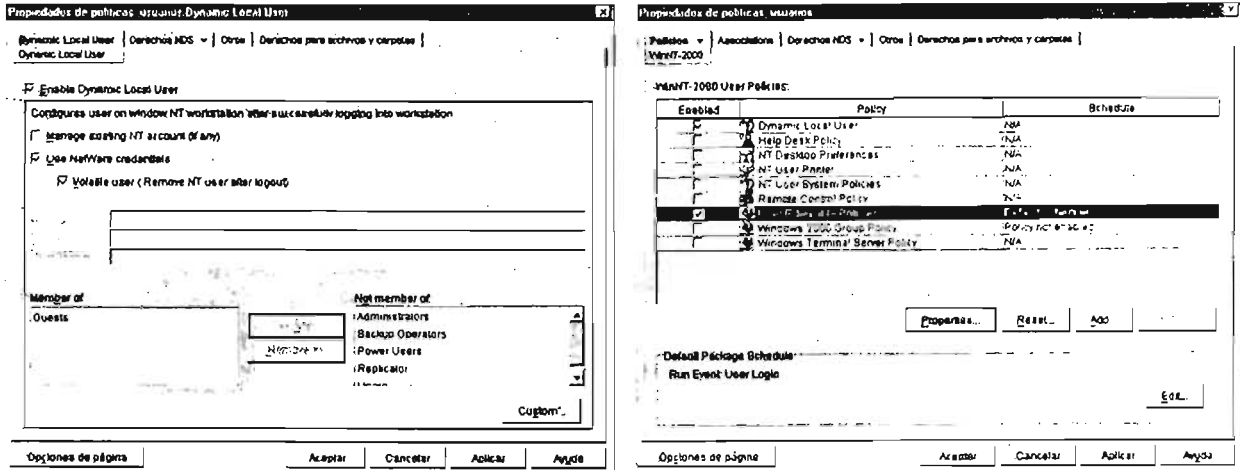 Propiedades de politicas, usuarios.Dynamic Local User
Dynamic Local User | Derechos NDS | Otros | Derechos para archivos y carpetas
Dynamic Local User
Enable Dynamic Local User
Configures user on window NT workstation after successfully logging into workstation
Manage existing NT account (if any)
Use NetWare credentials
Volatile user ( Remove NT user after logout)
Member of
Guests
Remove
Not member of
Administrators
Backup Operators
Power Users
Replicator
Custom...
Opciones de página
Aceptar
Cancelar
Aplicar
Ayuda
Propiedades de politicas, usuarios
Policies | Associations | Derechos NDS | Otros | Derechos para archivos y carpetas
WinNT-2000
WinNT-2000 User Policies:
Enabled Policy Schedule
Dynamic Local User N/A
Help Desk Policy N/A
NT Desktop Preferences N/A
NT User Printer N/A
NT User System Policies N/A
Remote Control Policy N/A
Windows 2000 Group Policy Policy not enabled
Windows Terminal Server Policy N/A
Properties...
Reset...
Add
Default Package Schedule
Run Event: User Login
Edit...
Opciones de página
Aceptar
Cancelar
Aplicar
Ayuda